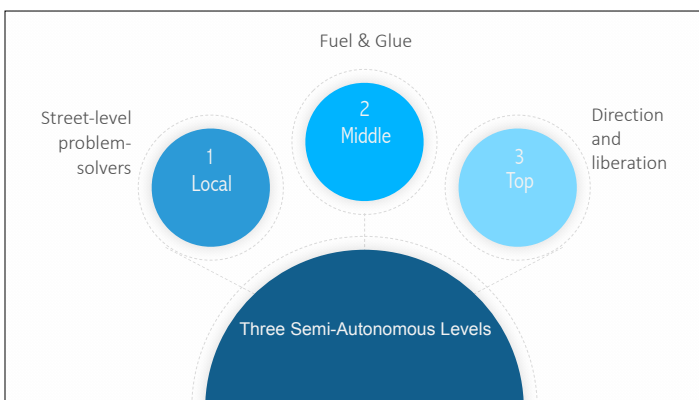 Fuel & Glue
Street-level
problem-
solvers
1
Local
2
Middle
3
Top
Direction
and
liberation
Three Semi-Autonomous Levels